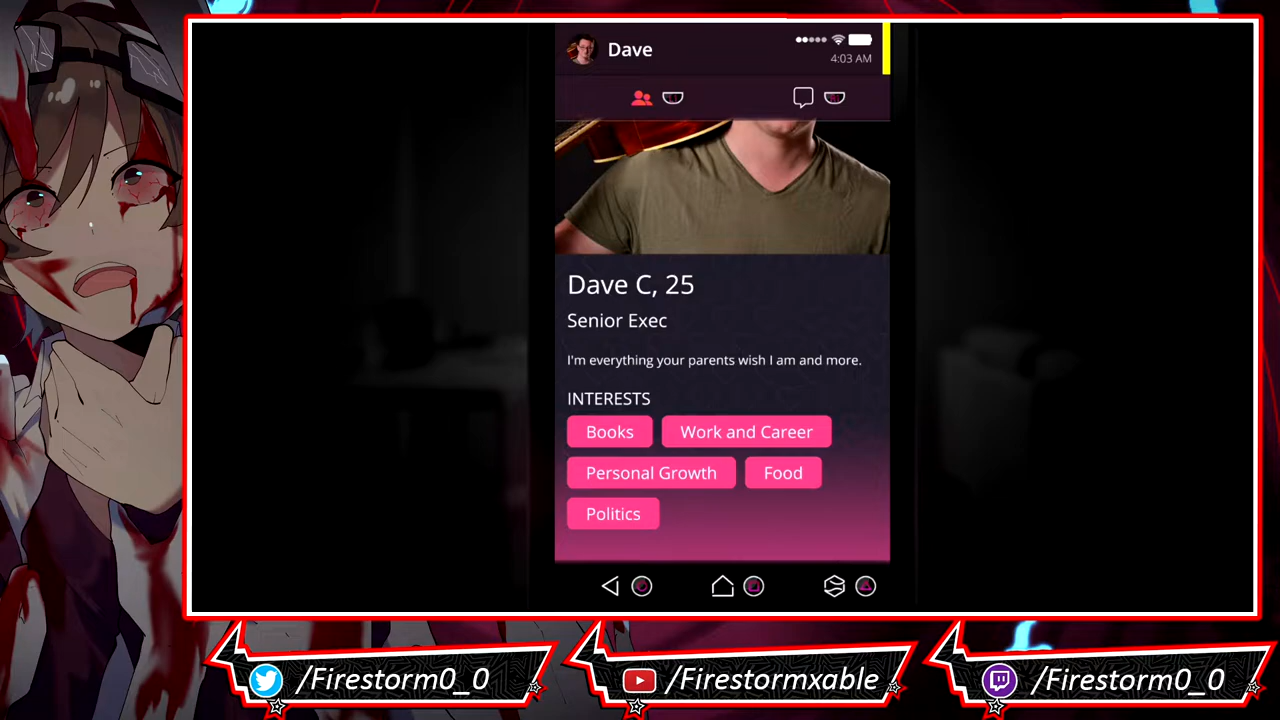 Dave
4:03 AM
Dave C, 25
Senior Exec
I'm everything your parents wish I am and more.
INTERESTS
Books
Work and Career
Personal Growth
Food
Politics
/Firestorm0_0
/Firestormxable
/Firestorm0_0